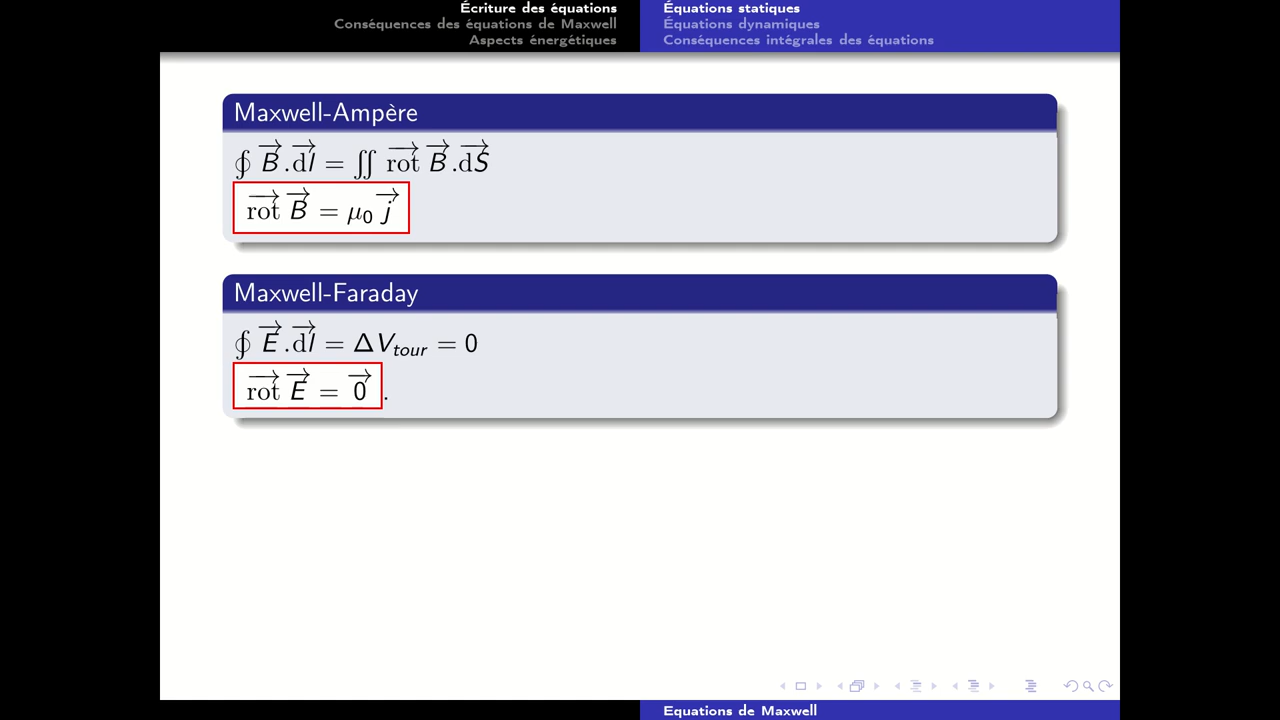 Écriture des équations
Conséquences des équations de Maxwell
Aspects énergétiques
Équations statiques
Équations dynamiques
Conséquences intégrales des équations
Maxwell-Ampère
∮ B⃗.dl⃗ = ∬ rot⃗ B⃗.dS⃗
rot⃗ B⃗ = μ₀ j⃗
Maxwell-Faraday
∮ E⃗.dl⃗ = ΔV_tour = 0
rot⃗ E⃗ = 0⃗.
Equations de Maxwell